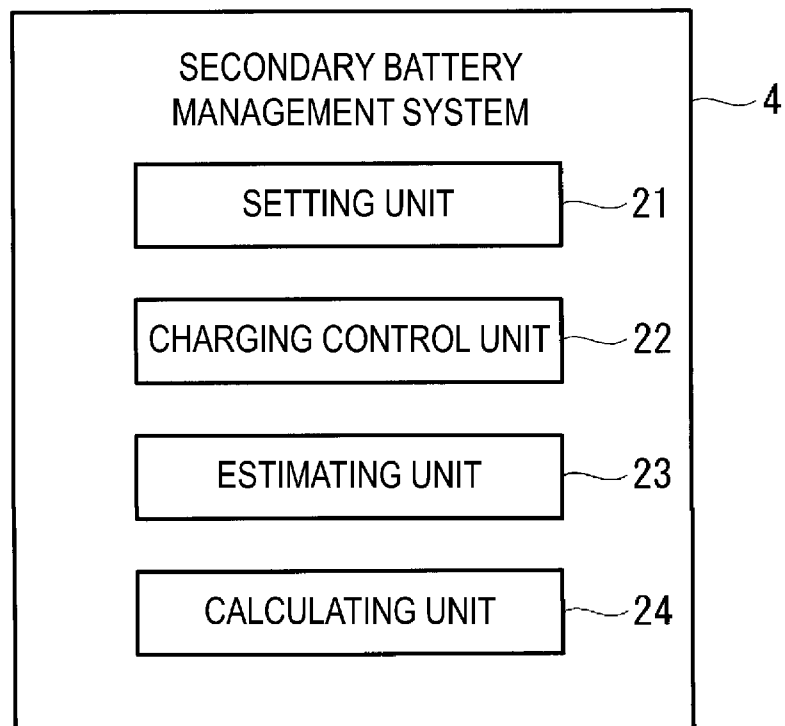 SECONDARY BATTERY
MANAGEMENT SYSTEM
4
SETTING UNIT
21
CHARGING CONTROL UNIT
22
ESTIMATING UNIT
23
CALCULATING UNIT
24